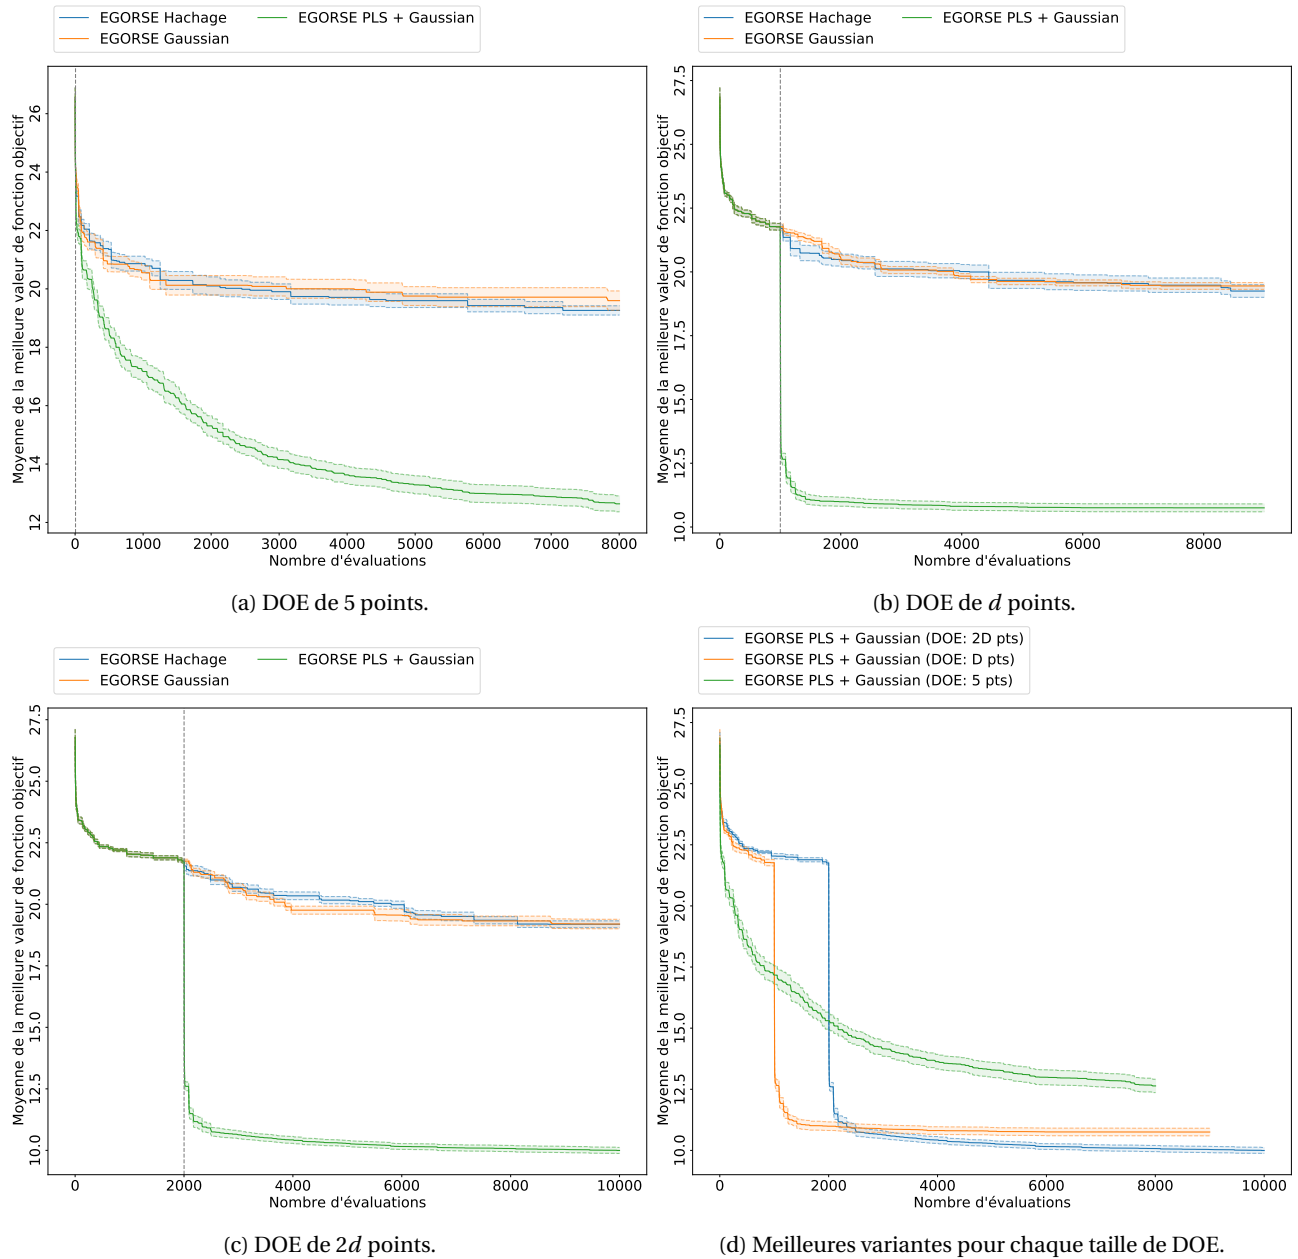 EGORSE Hachage
EGORSE Gaussian
EGORSE PLS + Gaussian
Moyenne de la meilleure valeur de fonction objectif
26
24
22
20
18
16
14
12
0 1000 2000 3000 4000 5000 6000 7000 8000
Nombre d'évaluations
(a) DOE de 5 points.
EGORSE Hachage
EGORSE Gaussian
EGORSE PLS + Gaussian
Moyenne de la meilleure valeur de fonction objectif
27.5
25.0
22.5
20.0
17.5
15.0
12.5
10.0
0 2000 4000 6000 8000
Nombre d'évaluations
(b) DOE de d points.
EGORSE Hachage
EGORSE Gaussian
EGORSE PLS + Gaussian
Moyenne de la meilleure valeur de fonction objectif
27.5
25.0
22.5
20.0
17.5
15.0
12.5
10.0
0 2000 4000 6000 8000 10000
Nombre d'évaluations
(c) DOE de 2d points.
EGORSE PLS + Gaussian (DOE: 2D pts)
EGORSE PLS + Gaussian (DOE: D pts)
EGORSE PLS + Gaussian (DOE: 5 pts)
Moyenne de la meilleure valeur de fonction objectif
27.5
25.0
22.5
20.0
17.5
15.0
12.5
10.0
0 2000 4000 6000 8000 10000
Nombre d'évaluations
(d) Meilleures variantes pour chaque taille de DOE.